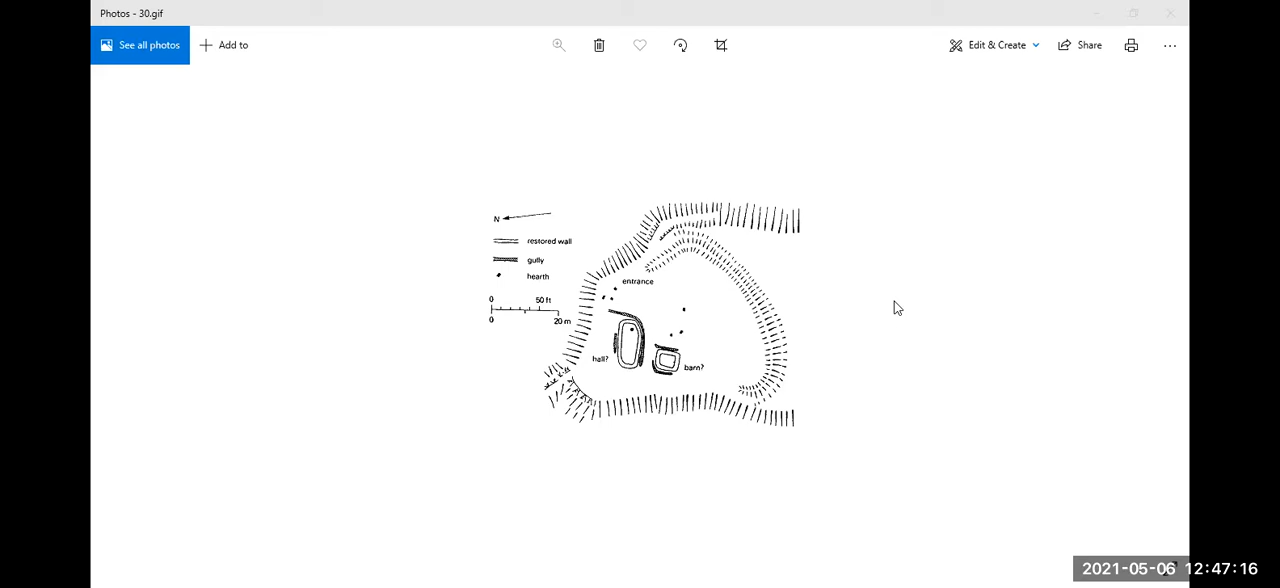 Photos - 30.gif
See all photos
Add to
Edit & Create
Share
N
restored wall
gully
hearth
0 50 ft
0 20 m
entrance
hall?
barn?
2021-05-06 12:47:16